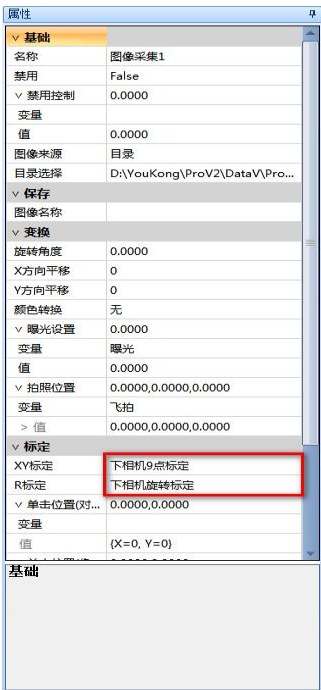 属性
基础
名称 图像采集1
禁用 False
禁用控制 0.0000
变量
值 0.0000
图像来源 目录
目录选择 D:\YouKong\ProV2\DataV\Pro...
保存
图像名称
变换
旋转角度 0.0000
X方向平移 0
Y方向平移 0
颜色转换 无
曝光设置 0.0000
变量 曝光
值 0.0000
拍照位置 0.0000,0.0000,0.0000
变量 飞拍
值 0.0000,0.0000,0.0000
标定
XY标定 下相机9点标定
R标定 下相机旋转标定
单击位置(对... 0.0000,0.0000
变量
值 {X=0, Y=0}
基础